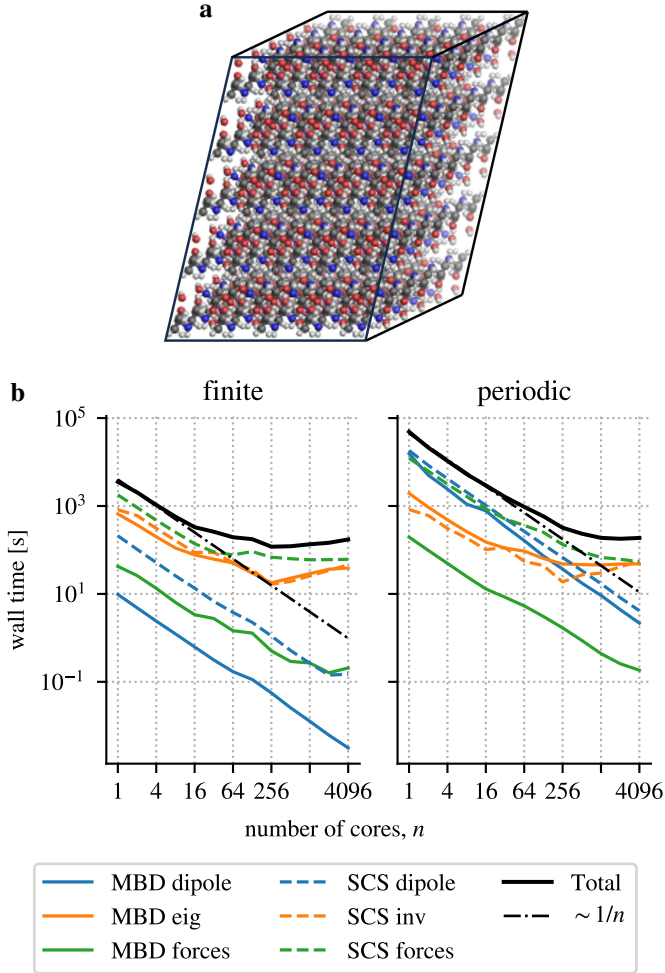 a
b
finite
periodic
10^5
10^3
10^1
10^−1
wall time [s]
1 4 16 64 256 4096
1 4 16 64 256 4096
number of cores, n
MBD dipole
SCS dipole
Total
MBD eig
SCS inv
~ 1/n
MBD forces
SCS forces